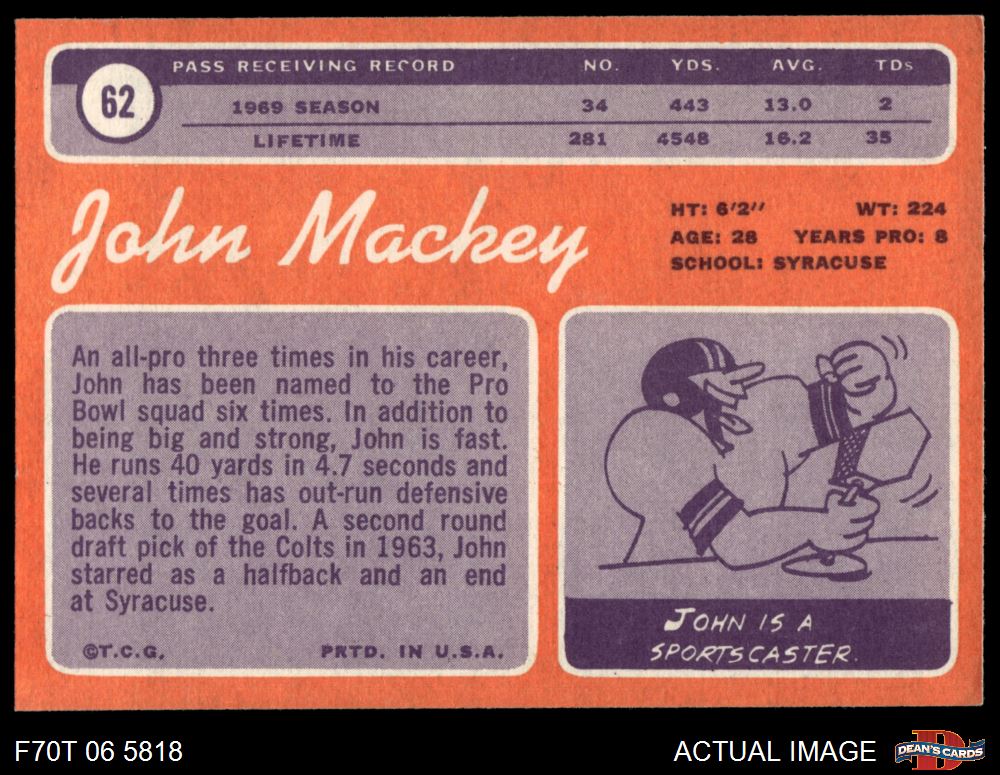 62
PASS RECEIVING RECORD NO. YDS. AVG. TDs
1969 SEASON 34 443 13.0 2
LIFETIME 281 4548 16.2 35
John Mackey
HT: 6'2" WT: 224
AGE: 28 YEARS PRO: 8
SCHOOL: SYRACUSE
An all-pro three times in his career,
John has been named to the Pro
Bowl squad six times. In addition to
being big and strong, John is fast.
He runs 40 yards in 4.7 seconds and
several times has out-run defensive
backs to the goal. A second round
draft pick of the Colts in 1963, John
starred as a halfback and an end
at Syracuse.
©T.C.G. PRTD. IN U.S.A.
JOHN IS A
SPORTSCASTER.
F70T 06 5818
ACTUAL IMAGE
D
DEAN'S CARDS